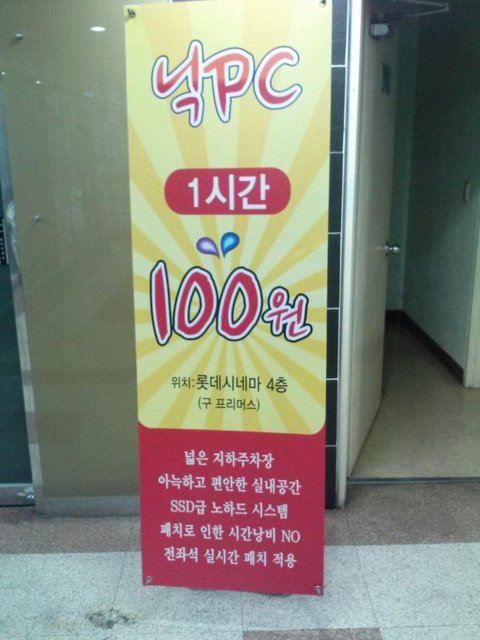 닉PC
1시간
100원
위치:롯데시네마 4층
(구 프리머스)
넓은 지하주차장
아늑하고 편안한 실내공간
SSD급 노하드 시스템
패치로 인한 시간낭비 NO
전좌석 실시간 패치 적용